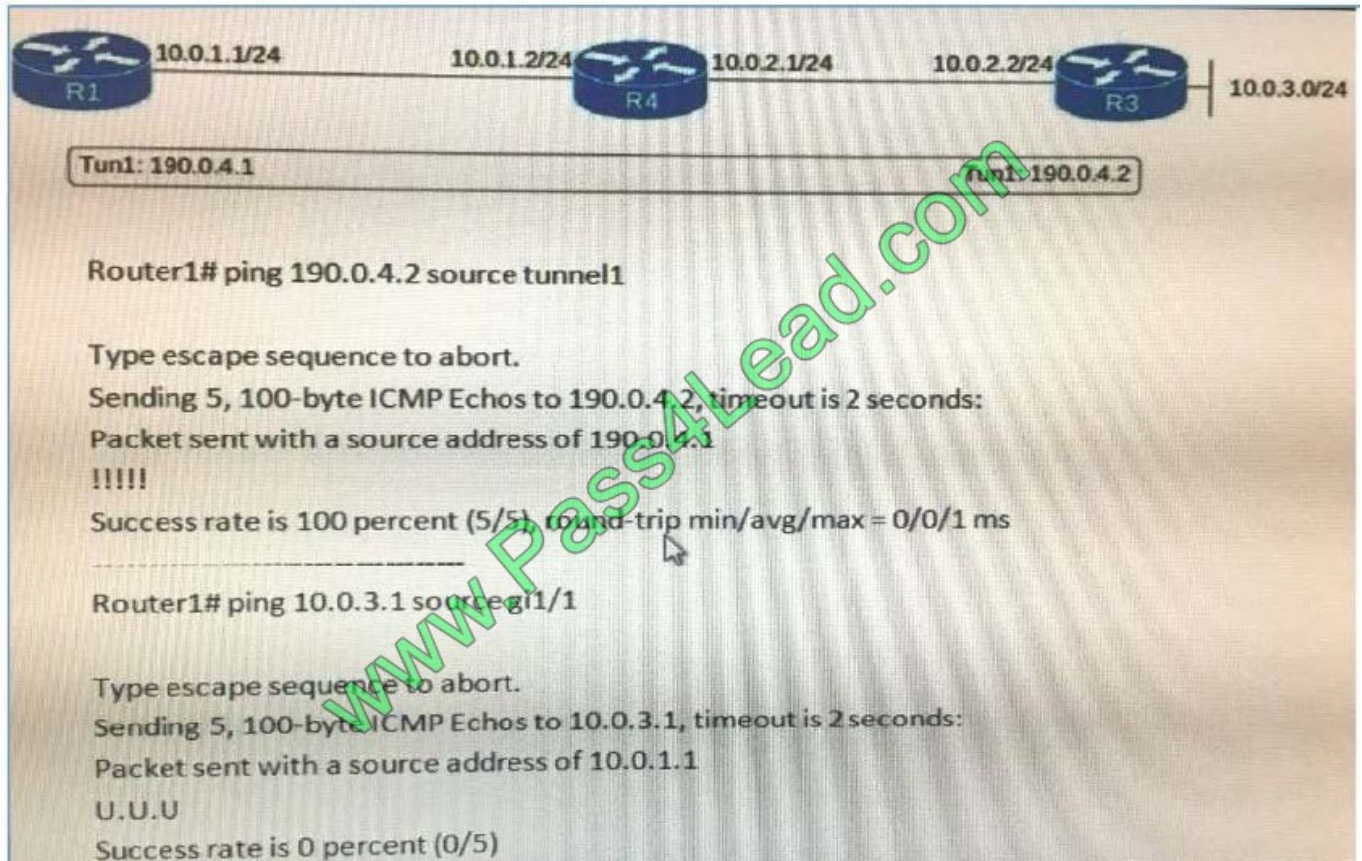 10.0.1.1/24
10.0.1.2/24
10.0.2.1/24
10.0.2.2/24
10.0.3.0/24
R1
R4
R3
Tun1: 190.0.4.1
Tun1: 190.0.4.2
Router1# ping 190.0.4.2 source tunnel1
Type escape sequence to abort.
Sending 5, 100-byte ICMP Echos to 190.0.4.2, timeout is 2 seconds:
Packet sent with a source address of 190.0.4.1
!!!!!
Success rate is 100 percent (5/5), round-trip min/avg/max = 0/0/1 ms
Router1# ping 10.0.3.1 source gi1/1
Type escape sequence to abort.
Sending 5, 100-byte ICMP Echos to 10.0.3.1, timeout is 2 seconds:
Packet sent with a source address of 10.0.1.1
U.U.U
Success rate is 0 percent (0/5)
www.Pass4Lead.com